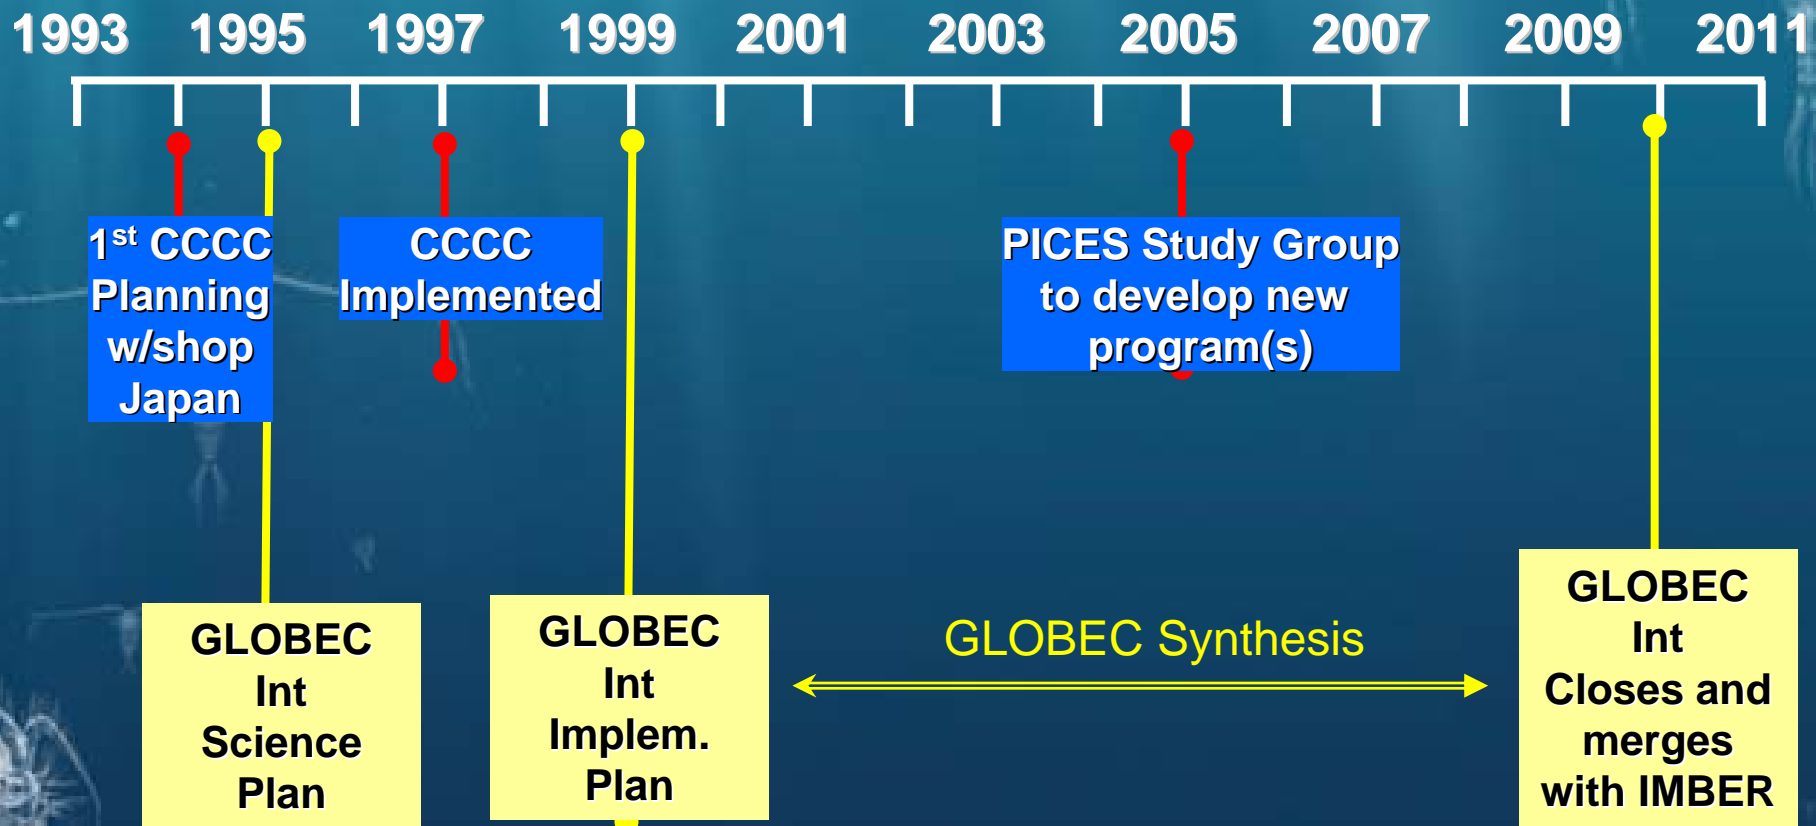 1993 1995 1997 1999 2001 2003 2005 2007 2009 2011
1st CCCC
Planning
w/shop
Japan
CCCC
Implemented
PICES Study Group
to develop new
program(s)
GLOBEC
Int
Science
Plan
GLOBEC
Int
Implem.
Plan
GLOBEC Synthesis
GLOBEC
Int
Closes and
merges
with IMBER